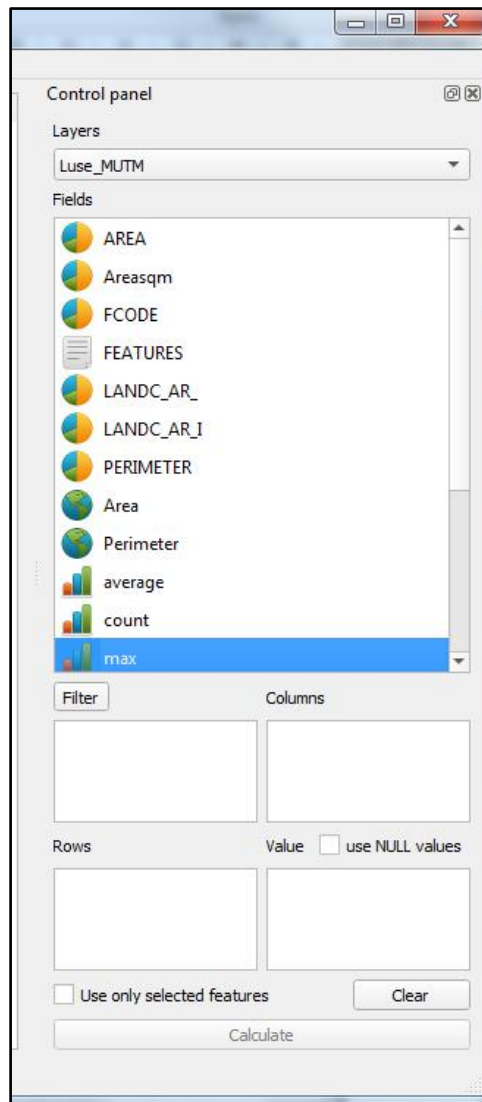 Control panel
Layers
Luse_MUTM
Fields
AREA
Areasqm
FCODE
FEATURES
LANDC_AR_
LANDC_AR_I
PERIMETER
Area
Perimeter
average
count
max
Filter Columns
Rows Value use NULL values
Use only selected features Clear
Calculate